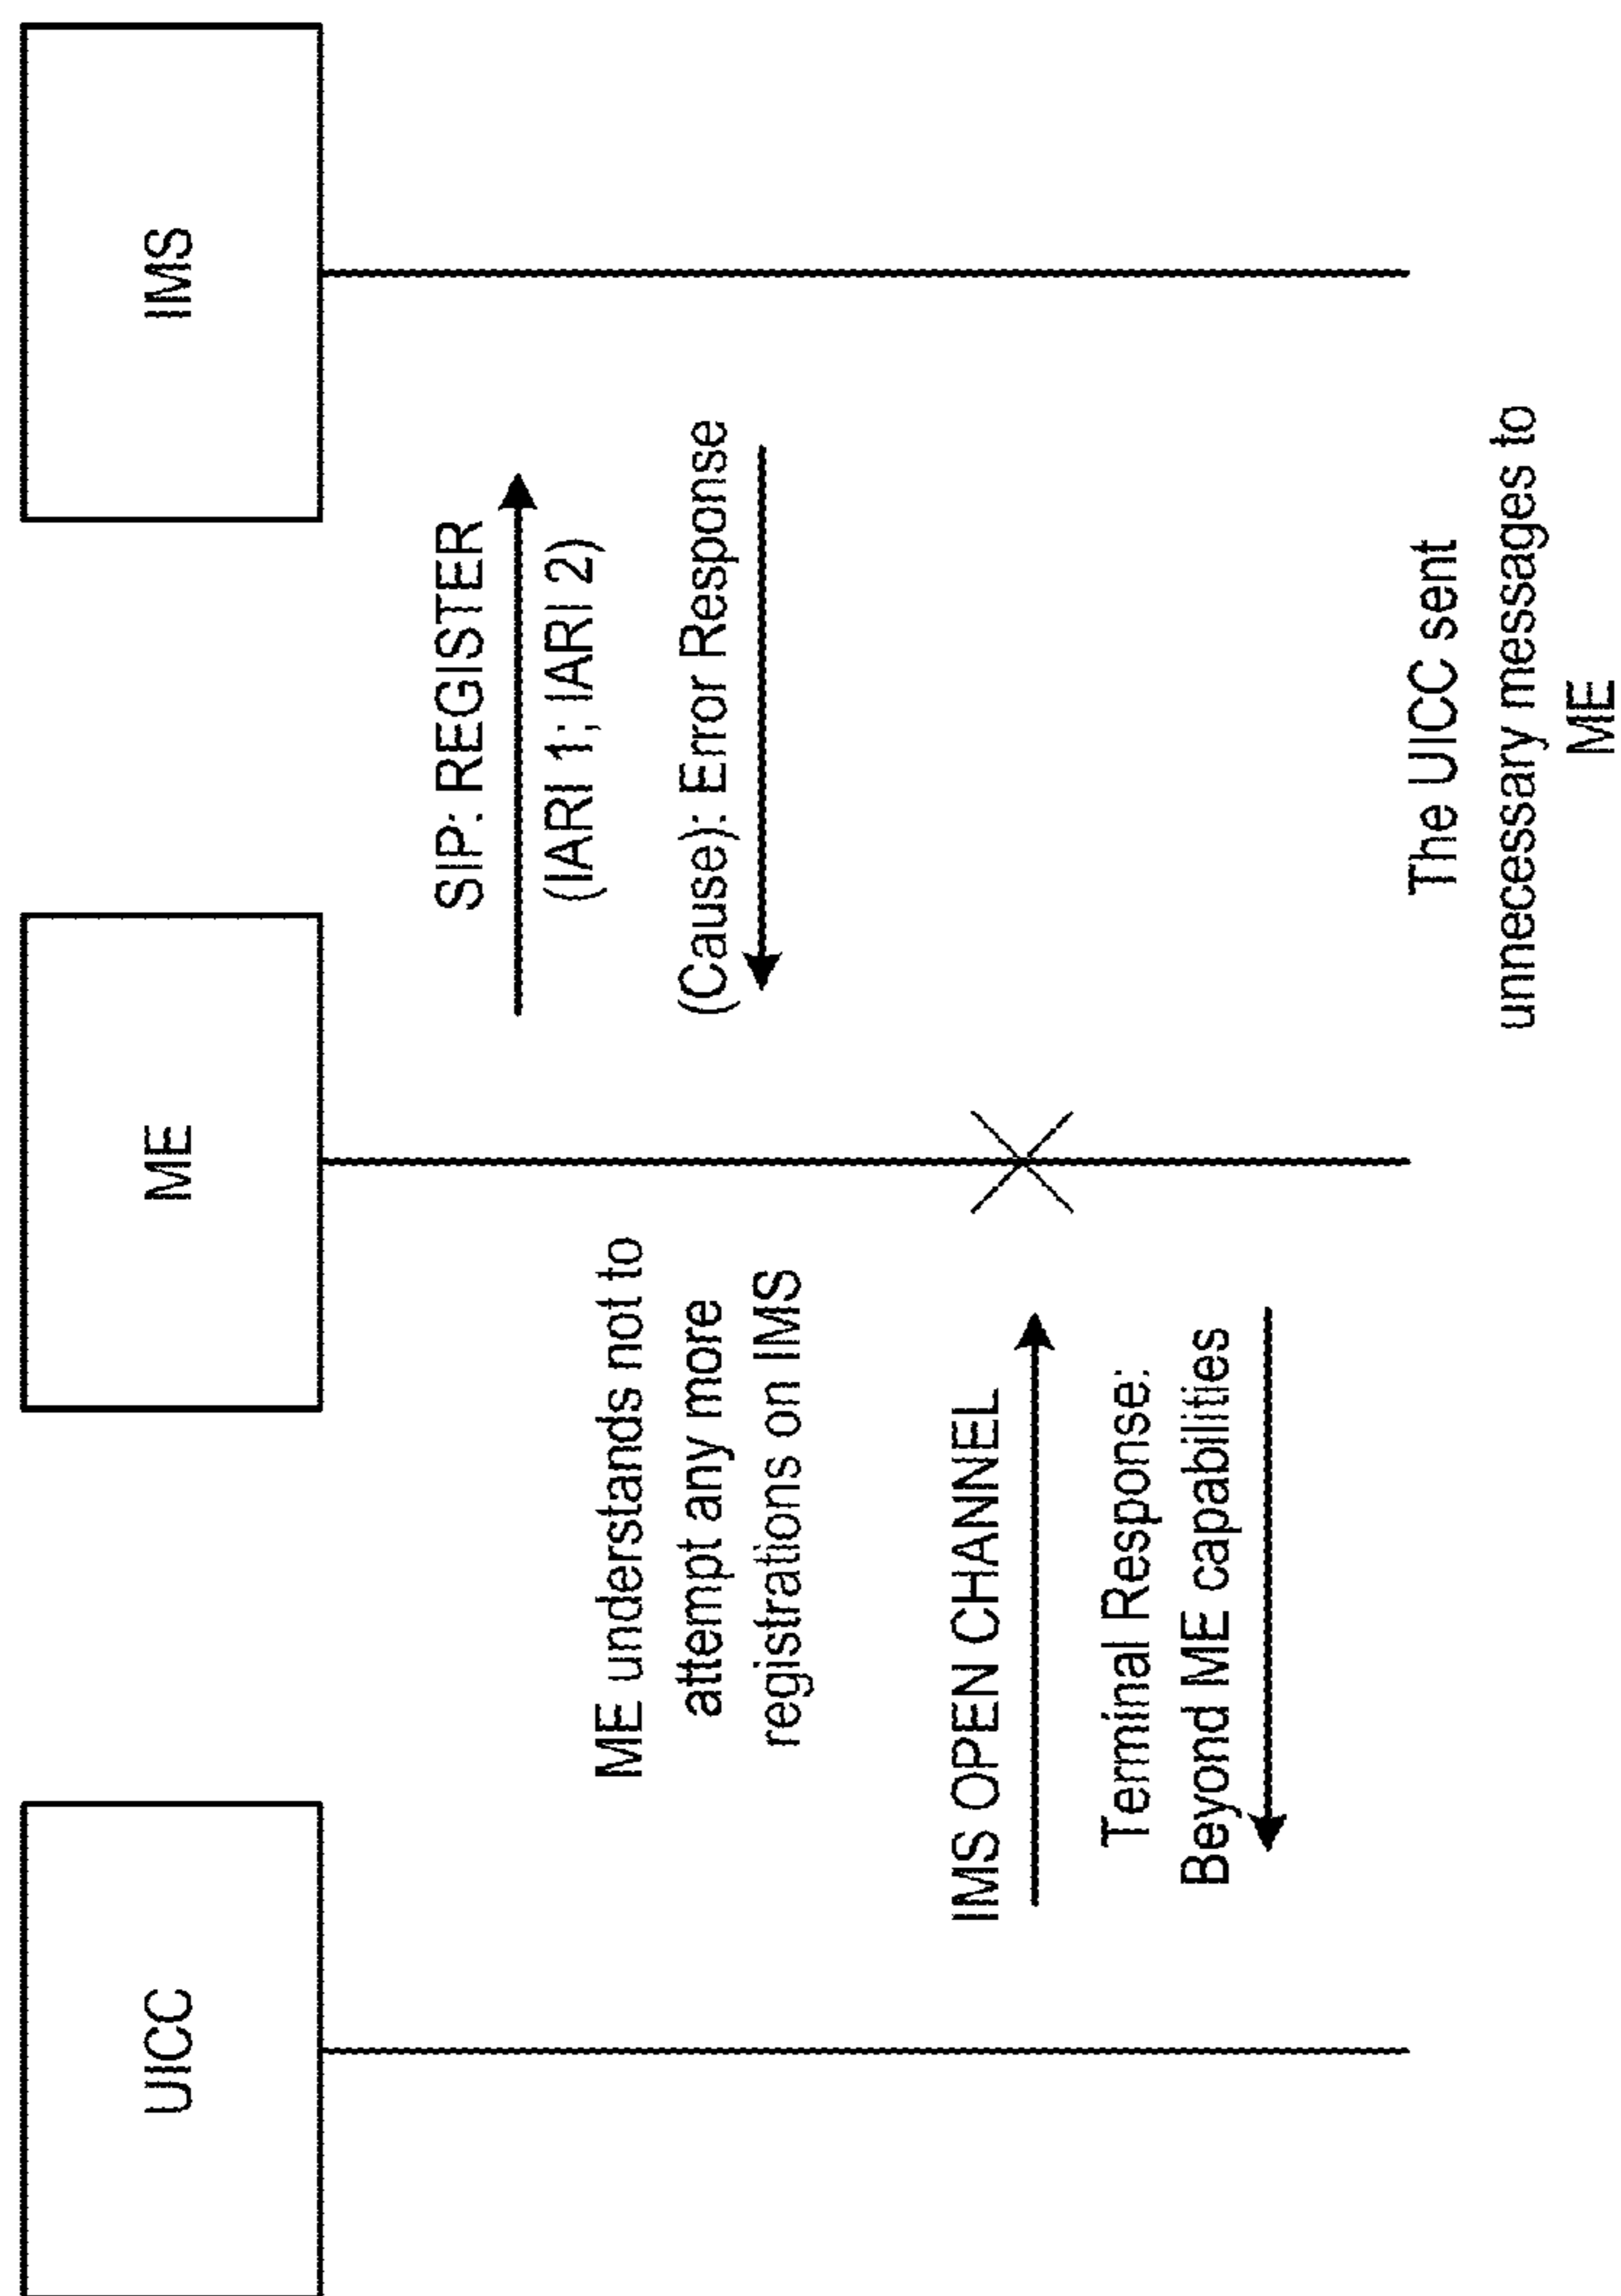 UICC
ME
IMS
SIP: REGISTER
(IARI 1; IARI 2)
ME understands not to
attempt any more
registrations on IMS
(Cause): Error Response
IMS OPEN CHANNEL
Terminal Response:
Beyond ME capabilities
The UICC sent
unnecessary messages to
ME